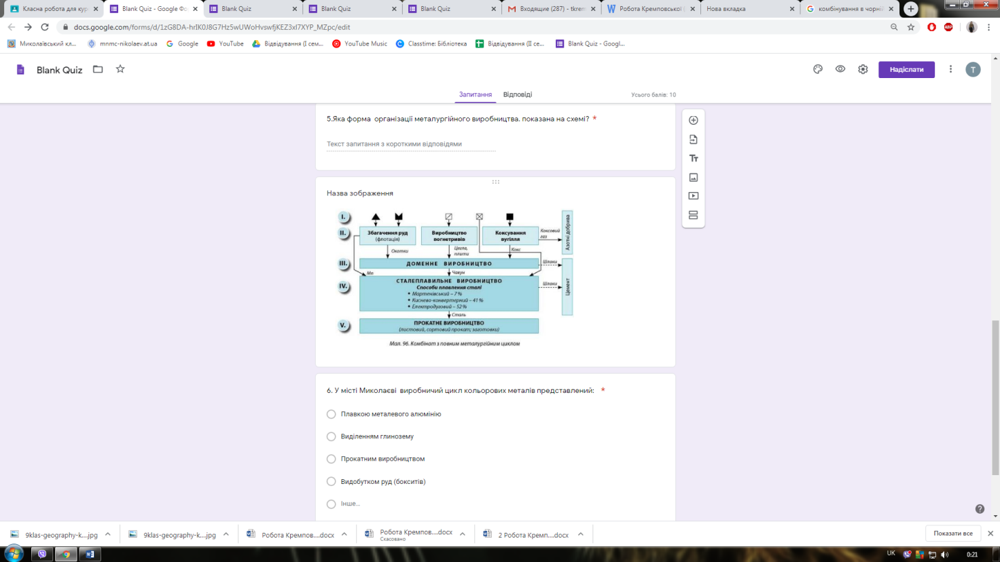 Класна робота для кур
Blank Quiz - Google Фо
Blank Quiz
Blank Quiz
Blank Quiz
Входящие (287) - tkrem
Робота Кремповської
Нова вкладка
комбінування в чорній
docs.google.com/forms/d/1zG8DA-hrIK0J8G7Hz5wUWoHvswfjKEZ3xl7XYP_MZpc/edit
Миколаївський кл...
mnmc-nikolaev.at.ua
Google
YouTube
Відвідування (I сем...
YouTube Music
Classtime: Бібліотека
Відвідування (II се...
Blank Quiz - Googl...
Blank Quiz
Надіслати
T
Запитання
Відповіді
Усього балів: 10
5.Яка форма організації металургійного виробництва. показана на схемі? *
Текст запитання з короткими відповідями
Назва зображення
I.
II.
Збагачення руд
(флотація)
Виробництво
вогнетривів
Коксування
вугілля
Коксовий
газ
Азотні добрива
Окатки
Цегла,
плити
Кокс
III.
ДОМЕННЕ ВИРОБНИЦТВО
Шлаки
Mn
Чавун
IV.
СТАЛЕПЛАВИЛЬНЕ ВИРОБНИЦТВО
Способи плавлення сталі
• Мартенівський – 7 %
• Киснево-конвертерний – 41 %
• Електродуговий – 52 %
Шлаки
Цемент
Сталь
V.
ПРОКАТНЕ ВИРОБНИЦТВО
(листовий, сортовий прокат; заготовки)
Мал. 96. Комбінат з повним металургійним циклом
6. У місті Миколаєві виробничий цикл кольорових металів представлений: *
Плавкою металевого алюмінію
Виділенням глинозему
Прокатним виробництвом
Видобутком руд (бокситів)
Інше...
9klas-geography-k....jpg
9klas-geography-k....jpg
Робота Кремпов....docx
Робота Кремпов....docx
Скасовано
2 Робота Кремп....docx
Показати все
UK
0:21